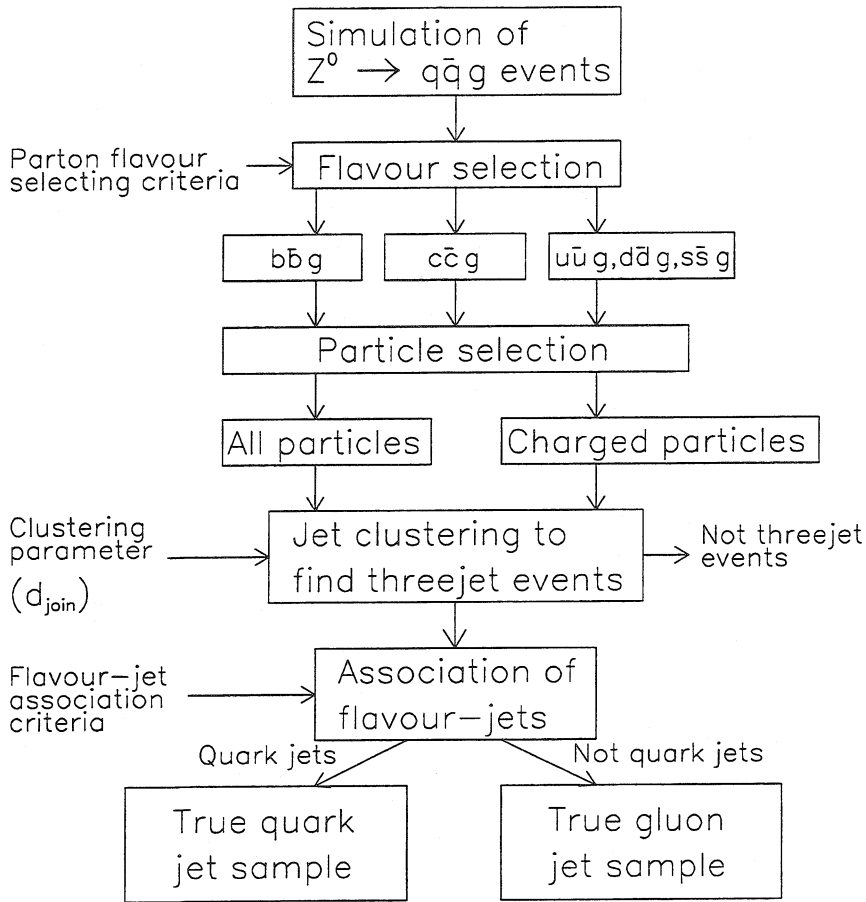 Simulation of
Z⁰ → qq̄ g events
Parton flavour
selecting criteria
Flavour selection
bb̄ g
cc̄ g
uū g,dd̄ g,ss̄ g
Particle selection
All particles
Charged particles
Clustering
parameter
(d_join)
Jet clustering to
find threejet events
Not threejet
events
Flavour-jet
association
criteria
Association of
flavour-jets
Quark jets
Not quark jets
True quark
jet sample
True gluon
jet sample